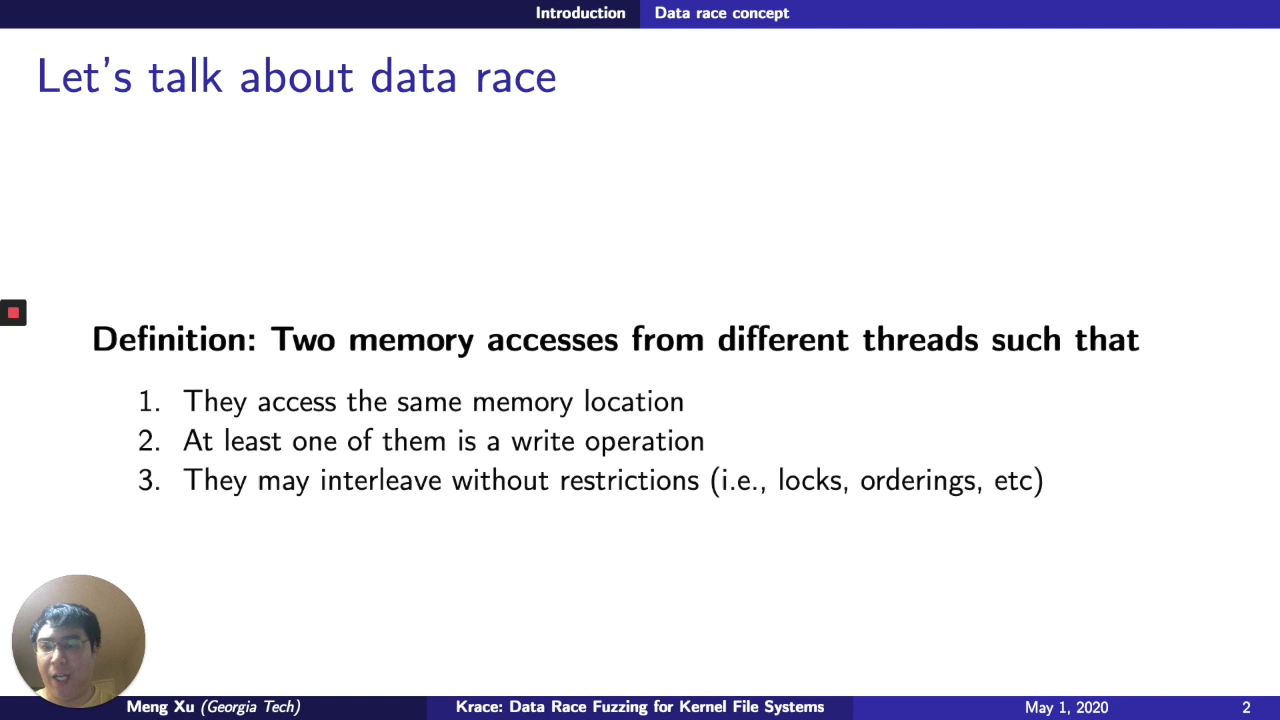 Introduction Data race concept
Let's talk about data race
Definition: Two memory accesses from different threads such that
1. They access the same memory location
2. At least one of them is a write operation
3. They may interleave without restrictions (i.e., locks, orderings, etc)
Meng Xu (Georgia Tech) Krace: Data Race Fuzzing for Kernel File Systems May 1, 2020 2